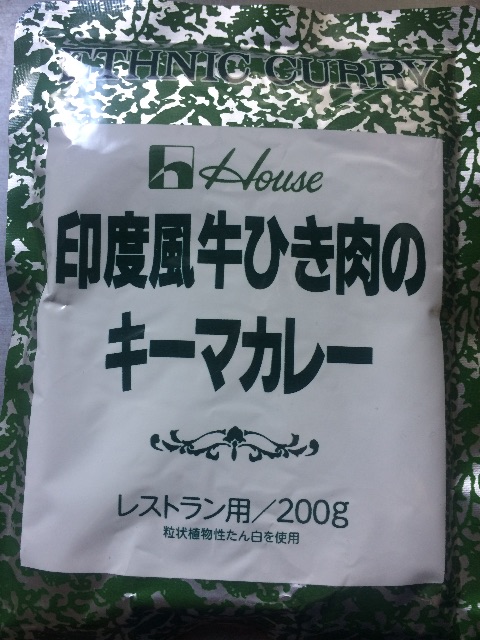 ETHNIC CURRY
House
印度風牛ひき肉の
キーマカレー
レストラン用／200g
粒状植物性たん白を使用